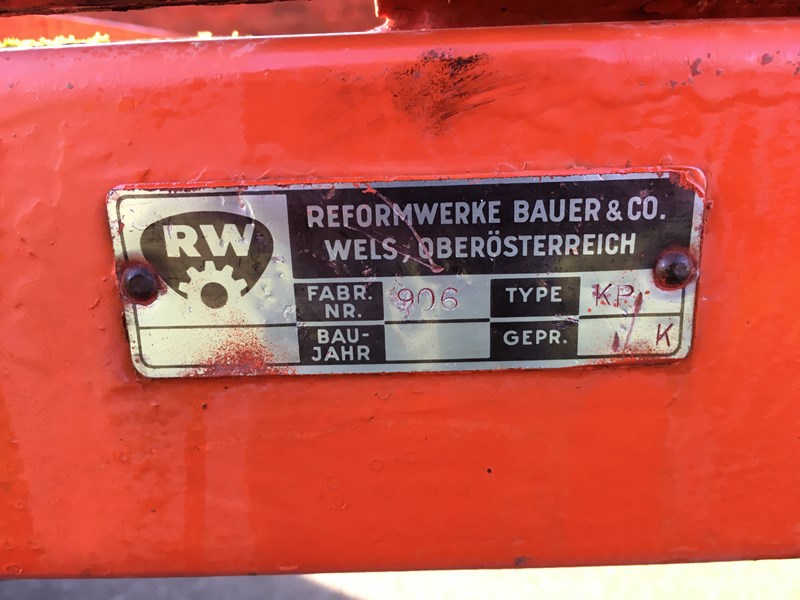 RW
REFORMWERKE BAUER & CO.
WELS, OBERÖSTERREICH
FABR. NR. 906 TYPE KP.
BAU-JAHR GEPR. K